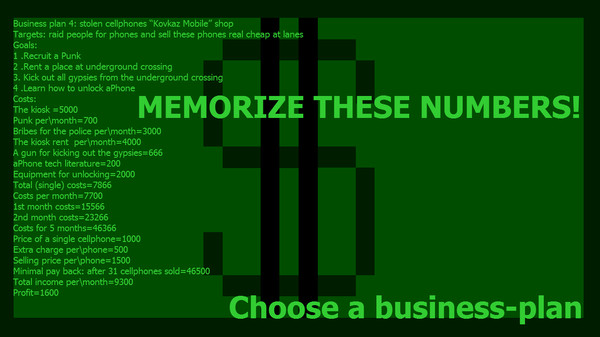 Business plan 4: stolen cellphones "Kovkaz Mobile" shop
Targets: raid people for phones and sell these phones real cheap at lanes
Goals:
1 .Recruit a Punk
2 .Rent a place at underground crossing
3. Kick out all gypsies from the underground crossing
4 .Learn how to unlock aPhone
Costs:
The kiosk =5000
Punk per\month=700
Bribes for the police per\month=3000
The kiosk rent  per\month=4000
A gun for kicking out the gypsies=666
aPhone tech literature=200
Equipment for unlocking=2000
Total (single) costs=7866
Costs per month=7700
1st month costs=15566
2nd month costs=23266
Costs for 5 months=46366
Price of a single cellphone=1000
Extra charge per\phone=500
Selling price per\phone=1500
Minimal pay back: after 31 cellphones sold=46500
Total income per\month=9300
Profit=1600
MEMORIZE THESE NUMBERS!
Choose a business-plan